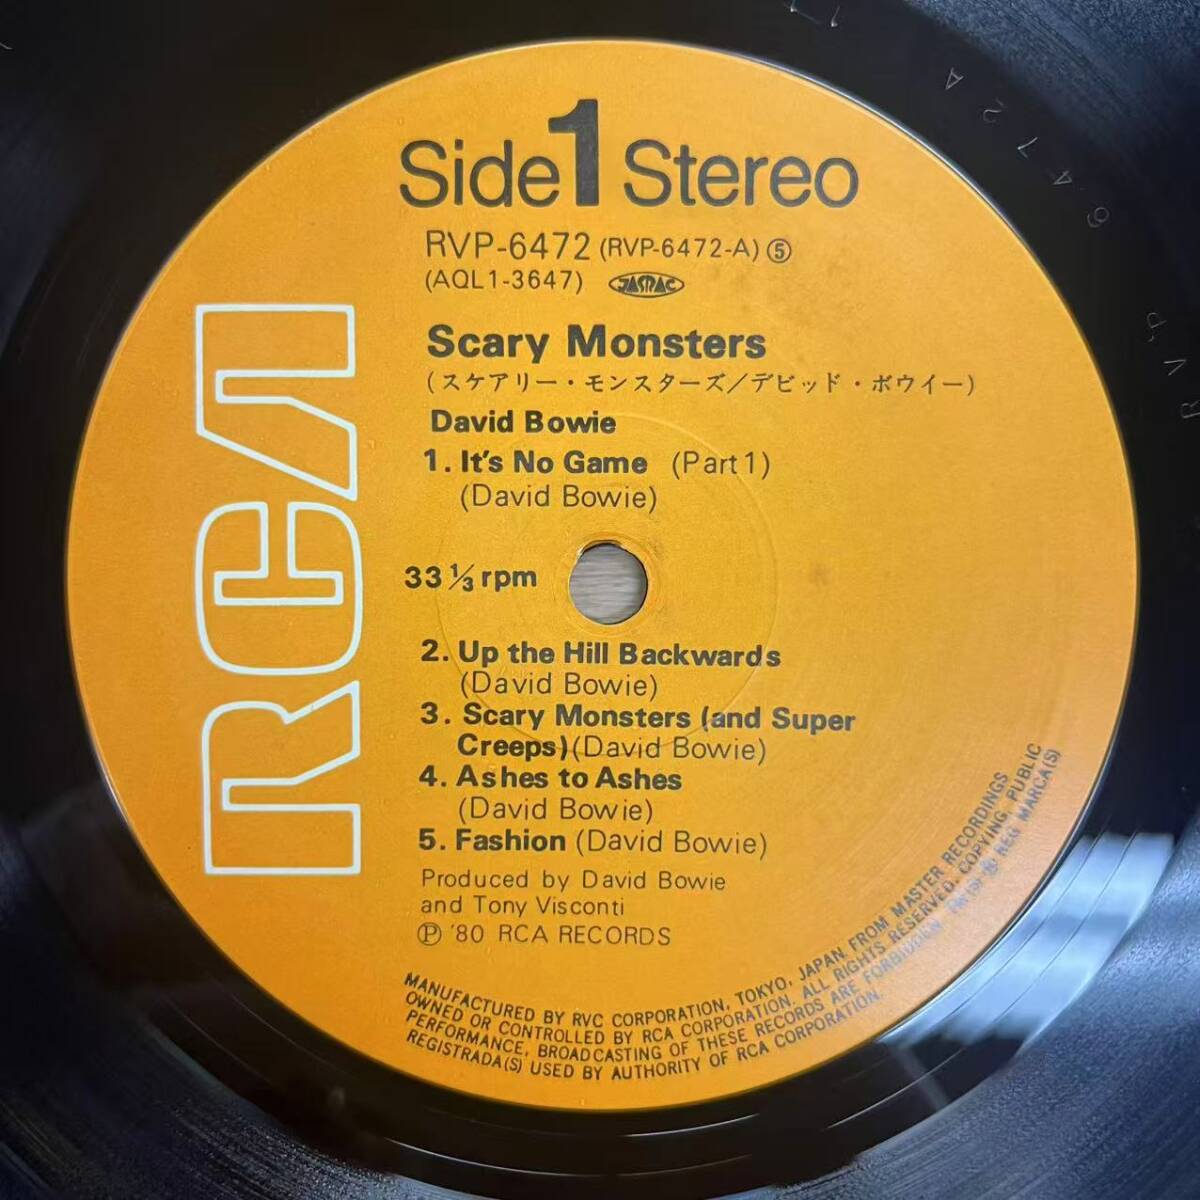 Side 1 Stereo
RVP-6472 (RVP-6472-A) ⑤
(AQL1-3647) JASRAC
Scary Monsters
(スケアリー・モンスターズ/デビッド・ボウイー)
David Bowie
1. It's No Game (Part 1)
(David Bowie)
33 1/3 rpm
2. Up the Hill Backwards
(David Bowie)
3. Scary Monsters (and Super
Creeps)(David Bowie)
4. Ashes to Ashes
(David Bowie)
5. Fashion (David Bowie)
Produced by David Bowie
and Tony Visconti
Ⓟ '80 RCA RECORDS
RCA
MANUFACTURED BY RVC CORPORATION, TOKYO, JAPAN FROM MASTER RECORDINGS
OWNED OR CONTROLLED BY RCA CORPORATION. ALL RIGHTS RESERVED. COPYING, PUBLIC
PERFORMANCE, BROADCASTING OF THESE RECORDS ARE FORBIDDEN. ® REG MARCA(S)
REGISTRADA(S) USED BY AUTHORITY OF RCA CORPORATION.
RVP 6472A